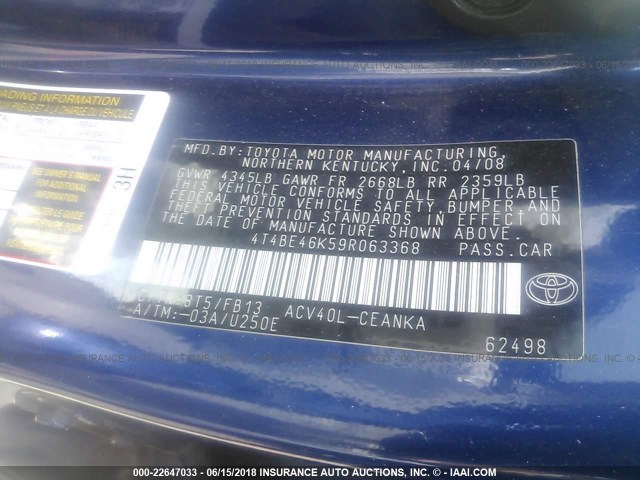 ADING INFORMATION
3H
MFD. BY: TOYOTA MOTOR MANUFACTURING,
NORTHERN KENTUCKY, INC. 04/08
GVWR 4345LB GAWR FR 2668LB RR 2359LB
THIS VEHICLE CONFORMS TO ALL APPLICABLE
FEDERAL MOTOR VEHICLE SAFETY, BUMPER AND
THEFT PREVENTION STANDARDS IN EFFECT ON
THE DATE OF MANUFACTURE SHOWN ABOVE.
4T4BE46K59R063368 PASS.CAR
8T5/FB13 ACV40L-CEANKA
A/TM:-03A/U250E
62498
000-22647033 - 06/15/2018 - INSURANCE AUTO AUCTIONS, INC. - IAAI.COM